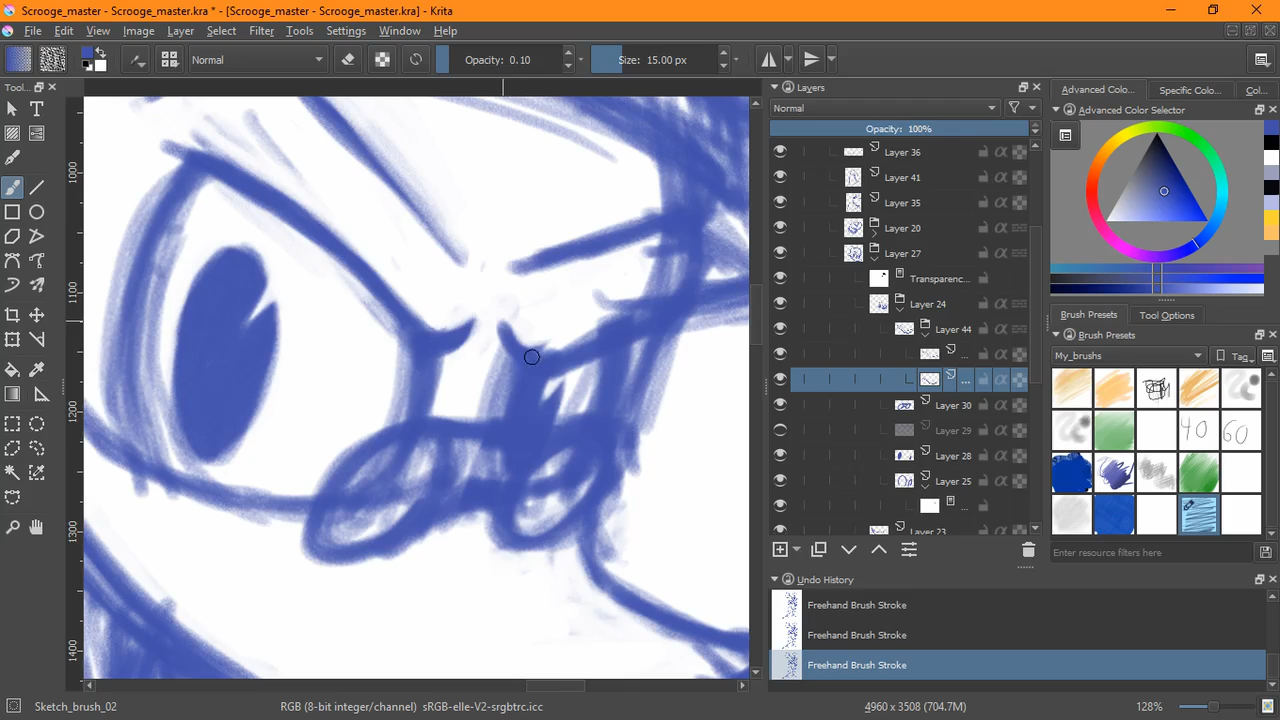 Scrooge_master - Scrooge_master.kra * - [Scrooge_master - Scrooge_master.kra] - Krita
File Edit View Image Layer Select Filter Tools Settings Window Help
Normal Opacity: 0.10 Size: 15.00 px
Tool...
Layers
Normal
Opacity: 100%
Layer 36
Layer 41
Layer 35
Layer 20
Layer 27
Transparenc...
Layer 24
Layer 44
...
...
Layer 30
Layer 29
Layer 28
Layer 25
...
Layer 23
Advanced Colo... Specific Colo... Co(...
Advanced Color Selector
Brush Presets Tool Options
Brush Presets
My_brushes Tag
40 60
Enter resource filters here
Undo History
Freehand Brush Stroke
Freehand Brush Stroke
Freehand Brush Stroke
1000
1100
1200
1300
1400
Sketch_brush_02 RGB (8-bit integer/channel) sRGB-elle-V2-srgbtrc.icc 4960 x 3508 (704.7M) 128%